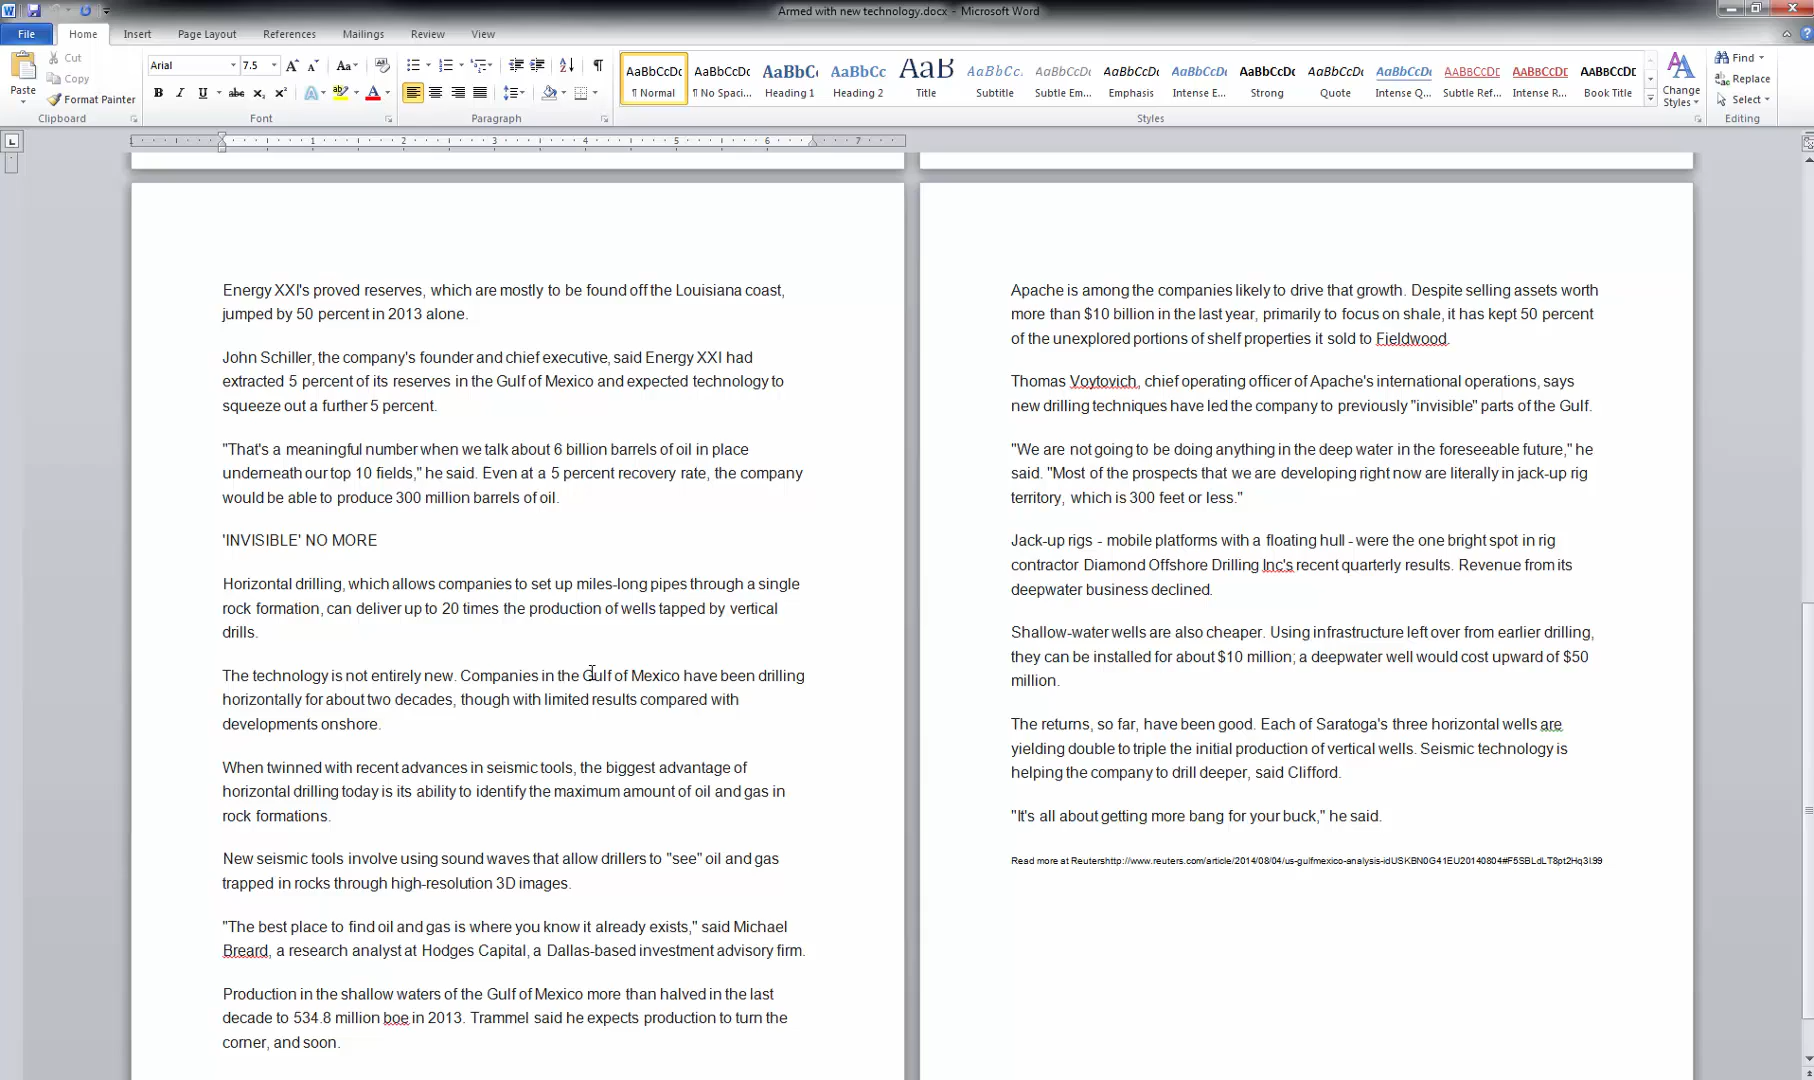 Armed with new technology.docx - Microsoft Word
File Home Insert Page Layout References Mailings Review View
Paste
Cut
Copy
Format Painter
Clipboard
Arial 7.5
Font
Paragraph
AaBbCcDc AaBbCcDc AaBbC AaBbCc AaB AaBbCc. AaBbCcDc AaBbCcDc AaBbCcDc AaBbCcDc AaBbCcDc AaBbCcDc AaBbCcDc AaBbCcDc AaBbCcDc
¶ Normal ¶ No Spaci... Heading 1 Heading 2 Title Subtitle Subtle Em... Emphasis Intense E... Strong Quote Intense Q... Subtle Ref... Intense R... Book Title
Styles
Change Styles
Find
Replace
Select
Editing
1 1 2 3 4 5 6 7
Energy XXI's proved reserves, which are mostly to be found off the Louisiana coast,
jumped by 50 percent in 2013 alone.
John Schiller, the company's founder and chief executive, said Energy XXI had
extracted 5 percent of its reserves in the Gulf of Mexico and expected technology to
squeeze out a further 5 percent.
"That's a meaningful number when we talk about 6 billion barrels of oil in place
underneath our top 10 fields," he said. Even at a 5 percent recovery rate, the company
would be able to produce 300 million barrels of oil.
'INVISIBLE' NO MORE
Horizontal drilling, which allows companies to set up miles-long pipes through a single
rock formation, can deliver up to 20 times the production of wells tapped by vertical
drills.
The technology is not entirely new. Companies in the Gulf of Mexico have been drilling
horizontally for about two decades, though with limited results compared with
developments onshore.
When twinned with recent advances in seismic tools, the biggest advantage of
horizontal drilling today is its ability to identify the maximum amount of oil and gas in
rock formations.
New seismic tools involve using sound waves that allow drillers to "see" oil and gas
trapped in rocks through high-resolution 3D images.
"The best place to find oil and gas is where you know it already exists," said Michael
Breard, a research analyst at Hodges Capital, a Dallas-based investment advisory firm.
Production in the shallow waters of the Gulf of Mexico more than halved in the last
decade to 534.8 million boe in 2013. Trammel said he expects production to turn the
corner, and soon.
Apache is among the companies likely to drive that growth. Despite selling assets worth
more than $10 billion in the last year, primarily to focus on shale, it has kept 50 percent
of the unexplored portions of shelf properties it sold to Fieldwood.
Thomas Voytovich, chief operating officer of Apache's international operations, says
new drilling techniques have led the company to previously "invisible" parts of the Gulf.
"We are not going to be doing anything in the deep water in the foreseeable future," he
said. "Most of the prospects that we are developing right now are literally in jack-up rig
territory, which is 300 feet or less."
Jack-up rigs - mobile platforms with a floating hull - were the one bright spot in rig
contractor Diamond Offshore Drilling Inc's recent quarterly results. Revenue from its
deepwater business declined.
Shallow-water wells are also cheaper. Using infrastructure left over from earlier drilling,
they can be installed for about $10 million; a deepwater well would cost upward of $50
million.
The returns, so far, have been good. Each of Saratoga's three horizontal wells are
yielding double to triple the initial production of vertical wells. Seismic technology is
helping the company to drill deeper, said Clifford.
"It's all about getting more bang for your buck," he said.
Read more at Reutershttp://www.reuters.com/article/2014/08/04/us-gulfmexico-analysis-idUSKBN0G41EU20140804#F5SBLdLT8pt2Hq3l.99